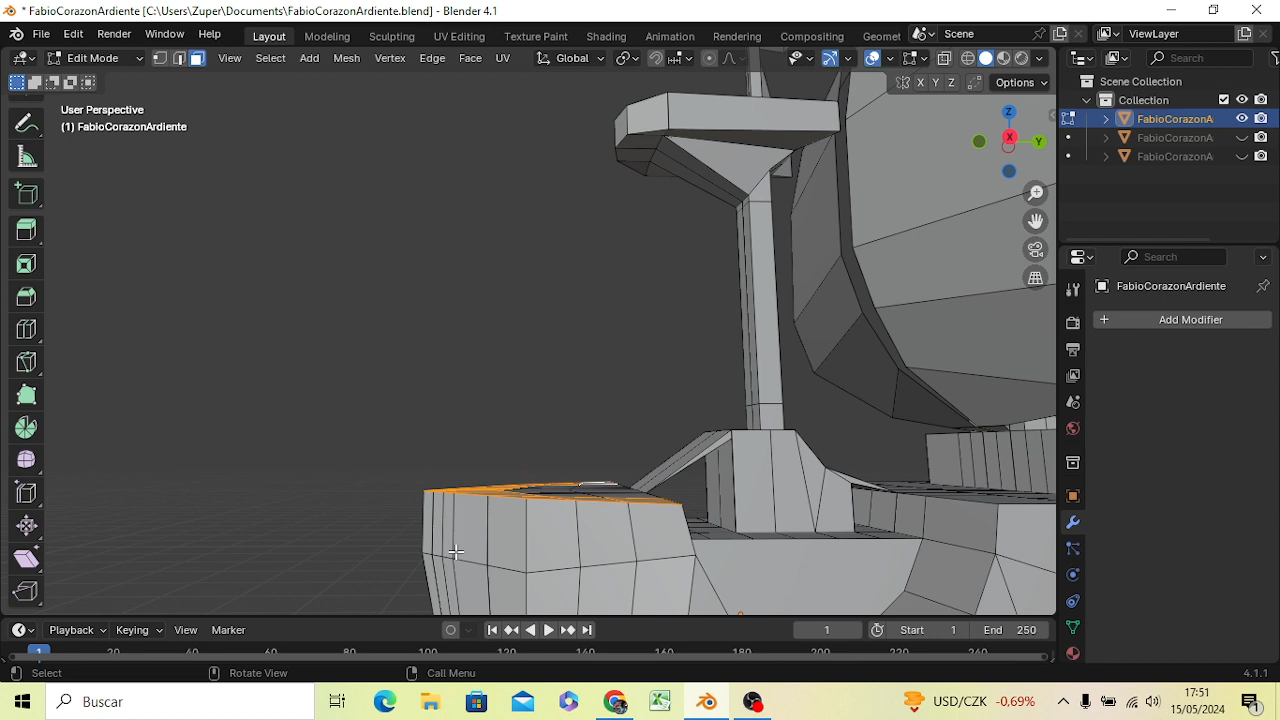 * FabioCorazonArdiente [C:\Users\Zuper\Documents\FabioCorazonArdiente.blend] - Blender 4.1
File Edit Render Window Help Layout Modeling Sculpting UV Editing Texture Paint Shading Animation Rendering Compositing Geomet Scene ViewLayer
Edit Mode View Select Add Mesh Vertex Edge Face UV Global Search
X Y Z Options
User Perspective
(1) FabioCorazonArdiente
Scene Collection
Collection
FabioCorazonA
FabioCorazonA
FabioCorazonA
Z
X
Y
Search
FabioCorazonArdiente
+ Add Modifier
Playback Keying View Marker 1 Start 1 End 250
1 20 40 60 80 100 120 140 160 180 200 220 240
Select Rotate View Call Menu 4.1.1
Buscar USD/CZK -0,69% 17:51
15/05/2024
1